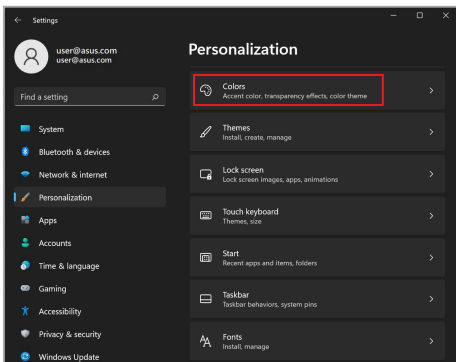 Settings
user@asus.com
user@asus.com
Find a setting
System
Bluetooth & devices
Network & internet
Personalization
Apps
Accounts
Time & language
Gaming
Accessibility
Privacy & security
Windows Update
Personalization
Colors
Accent color, transparency effects, color theme
Themes
Install, create, manage
Lock screen
Lock screen images, apps, animations
Touch keyboard
Themes, size
Start
Recent apps and items, folders
Taskbar
Taskbar behaviors, system pins
Fonts
Install, manage